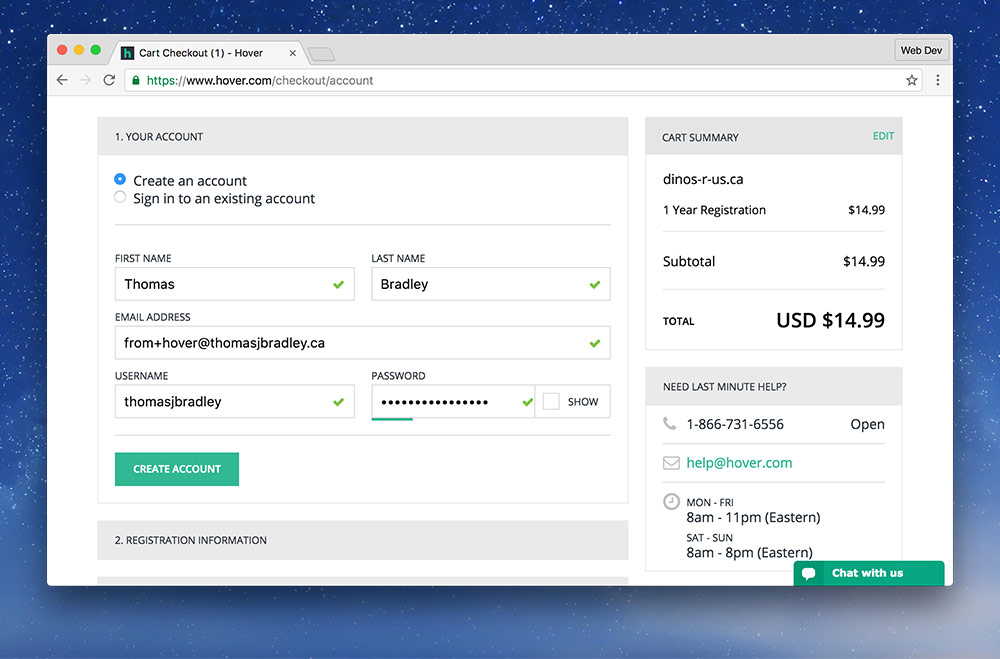 Cart Checkout (1) - Hover
Web Dev
https://www.hover.com/checkout/account
1. YOUR ACCOUNT
Create an account
Sign in to an existing account
FIRST NAME
LAST NAME
Thomas
Bradley
EMAIL ADDRESS
from+hover@thomasjbradley.ca
USERNAME
PASSWORD
thomasjbradley
••••••••••••••••
SHOW
CREATE ACCOUNT
2. REGISTRATION INFORMATION
CART SUMMARY
EDIT
dinos-r-us.ca
1 Year Registration $14.99
Subtotal $14.99
TOTAL USD $14.99
NEED LAST MINUTE HELP?
1-866-731-6556 Open
help@hover.com
MON - FRI
8am - 11pm (Eastern)
SAT - SUN
8am - 8pm (Eastern)
Chat with us